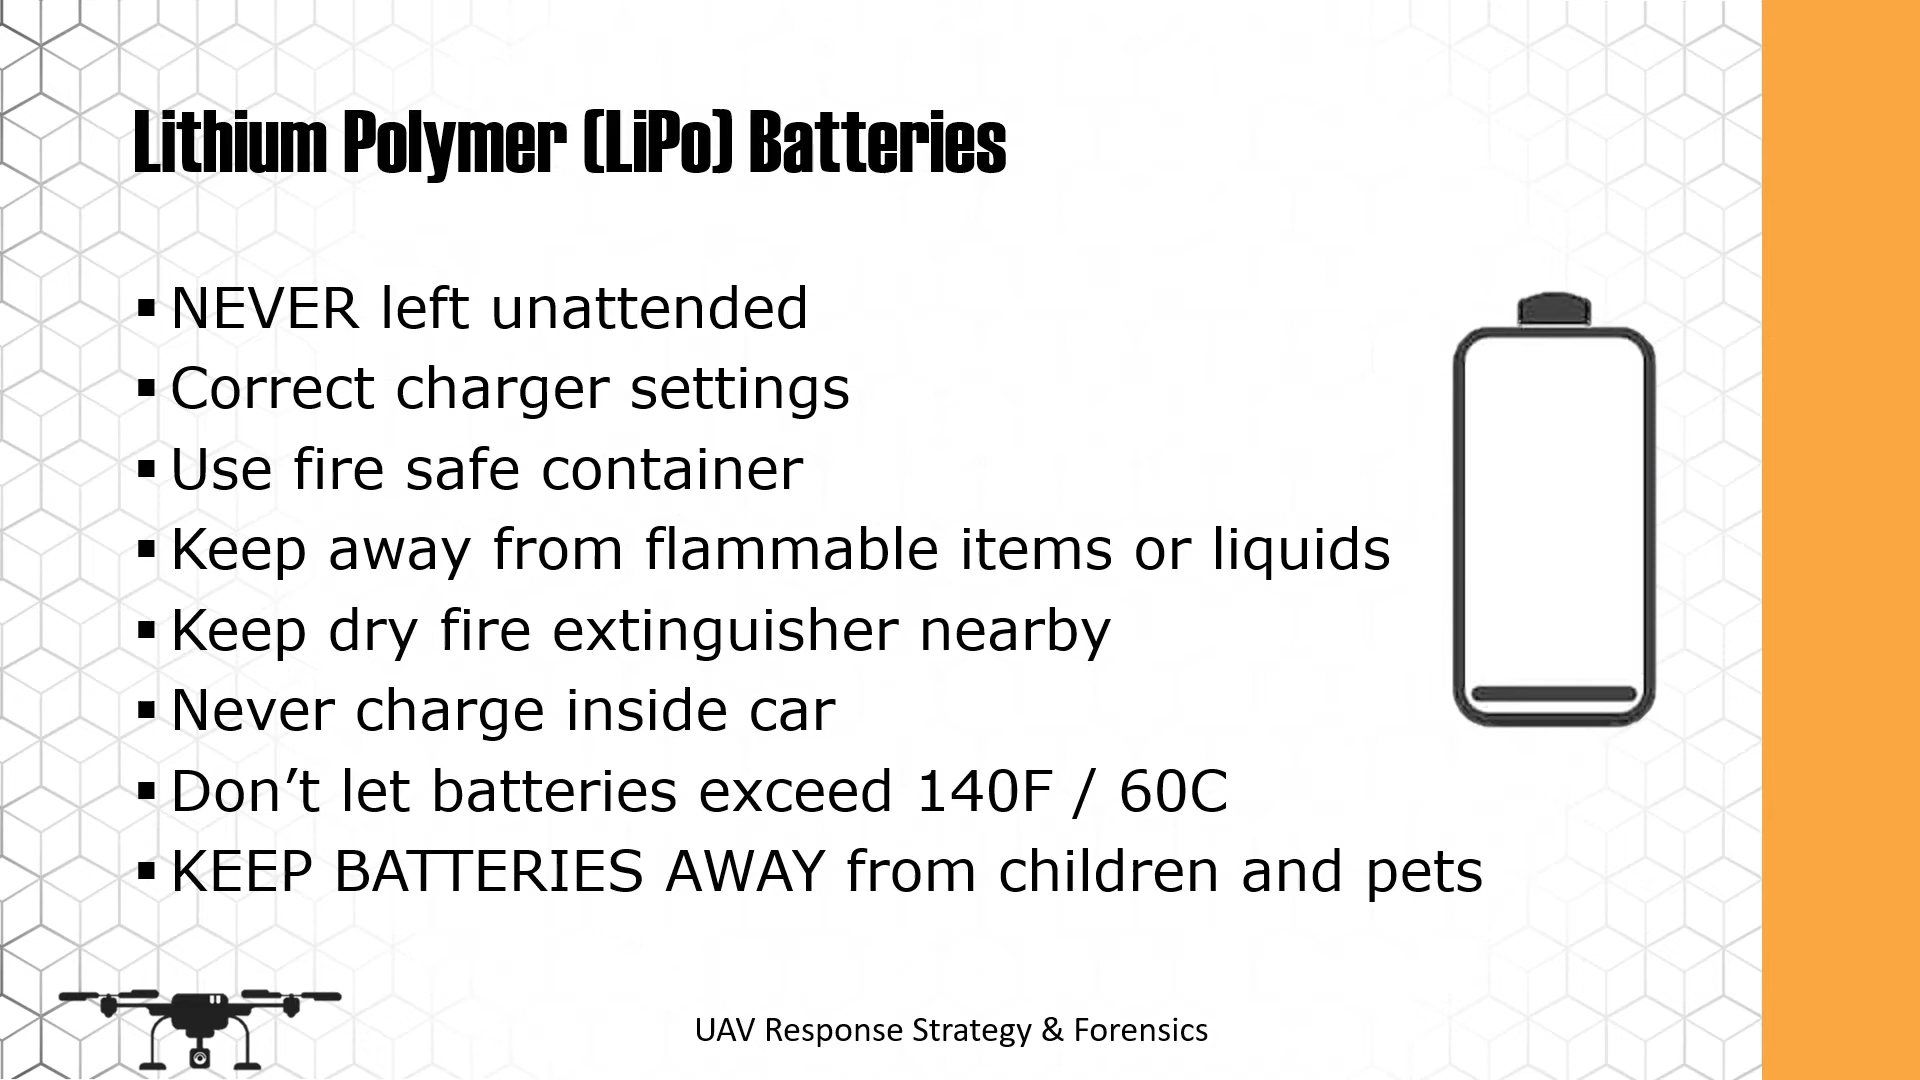 Lithium Polymer (LiPo) Batteries
▪ NEVER left unattended
▪ Correct charger settings
▪ Use fire safe container
▪ Keep away from flammable items or liquids
▪ Keep dry fire extinguisher nearby
▪ Never charge inside car
▪ Don’t let batteries exceed 140F / 60C
▪ KEEP BATTERIES AWAY from children and pets
UAV Response Strategy & Forensics